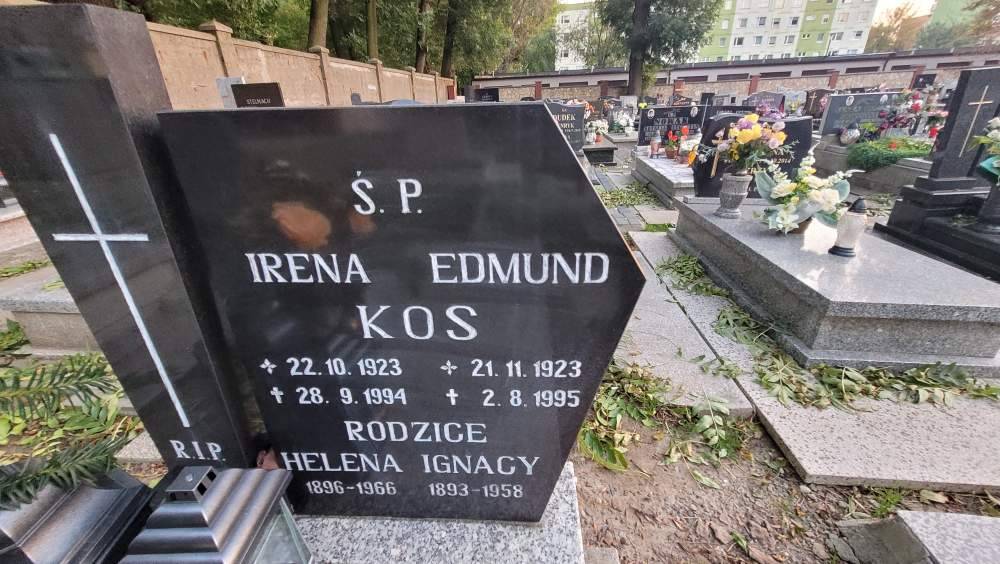 Ś. P.
IRENA EDMUND
KOS
22.10.1923 21.11.1923
28.9.1994 2.8.1995
RODZICE
HELENA IGNACY
1896-1966 1893-1958
R.I.P.
STELMACH